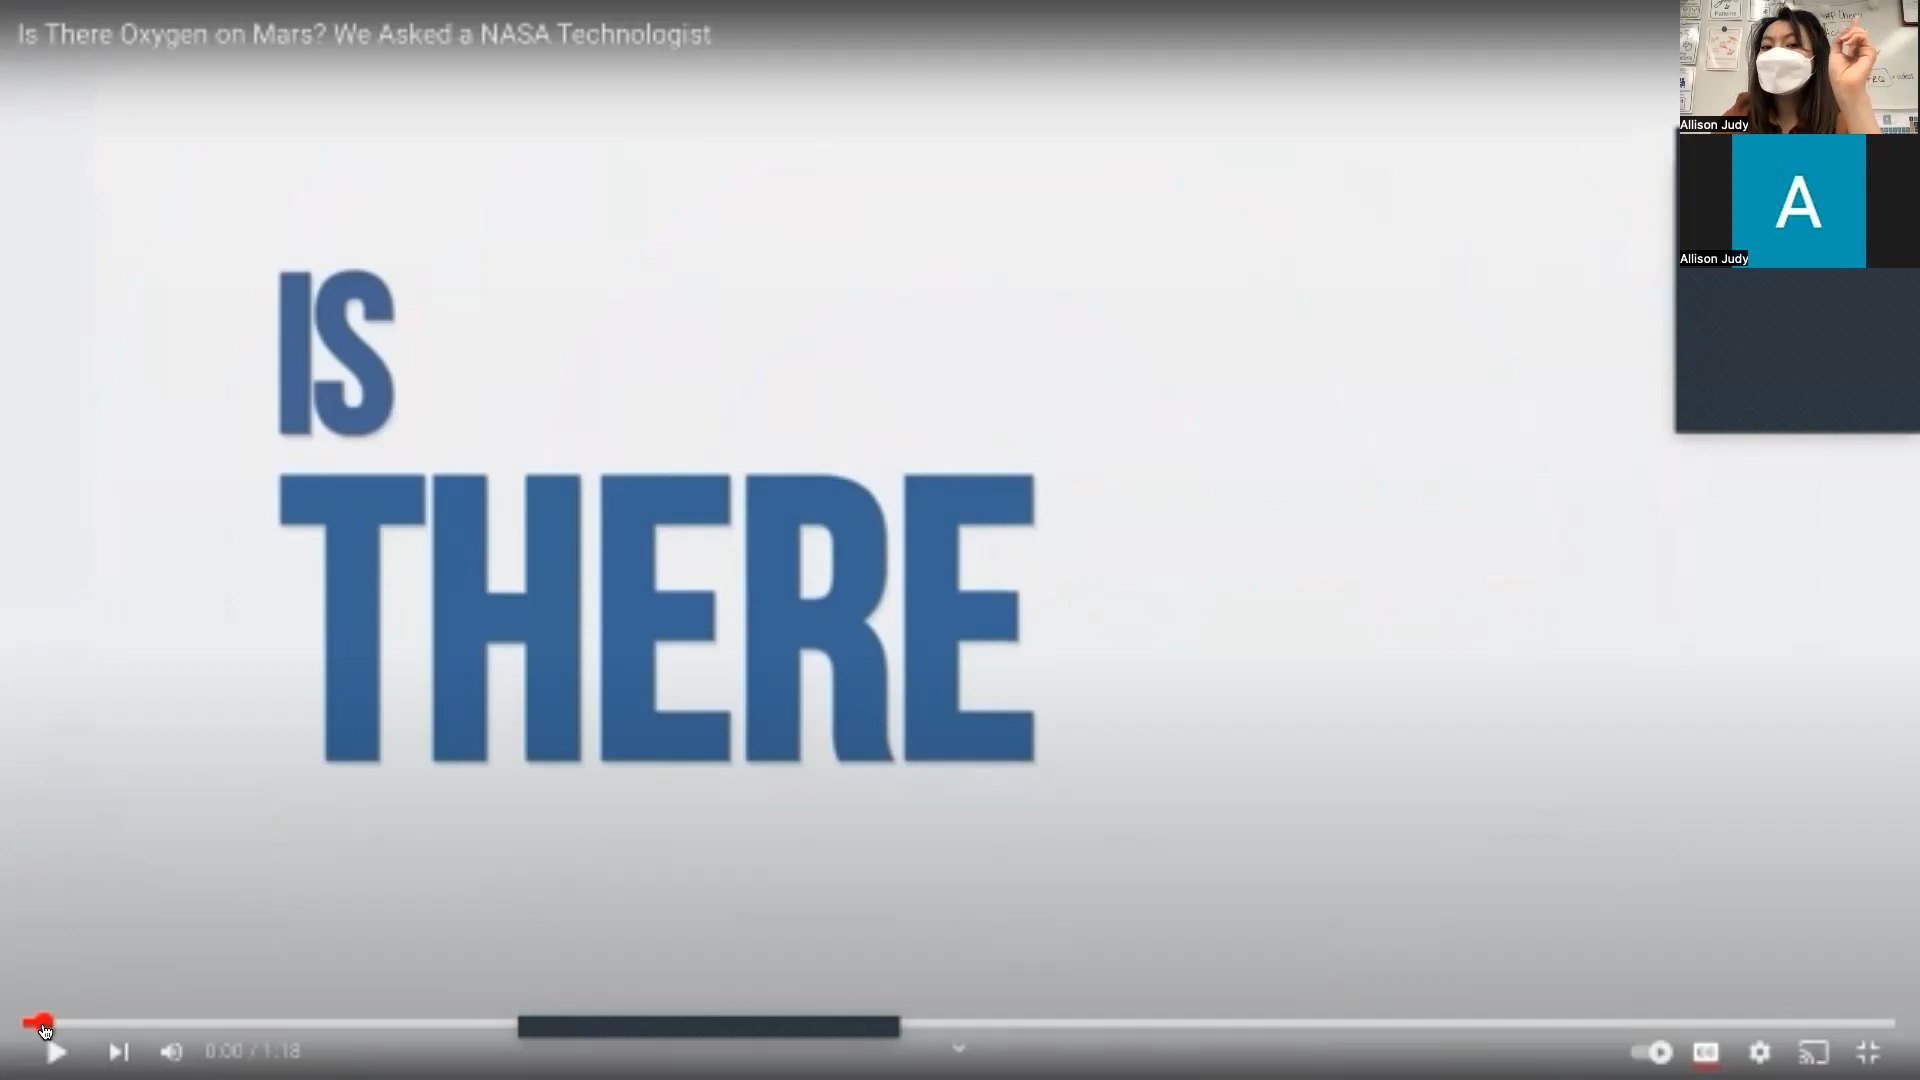 Is There Oxygen on Mars? We Asked a NASA Technologist
Allison Judy
A
Allison Judy
IS
THERE
0:00 / 1:18
CC